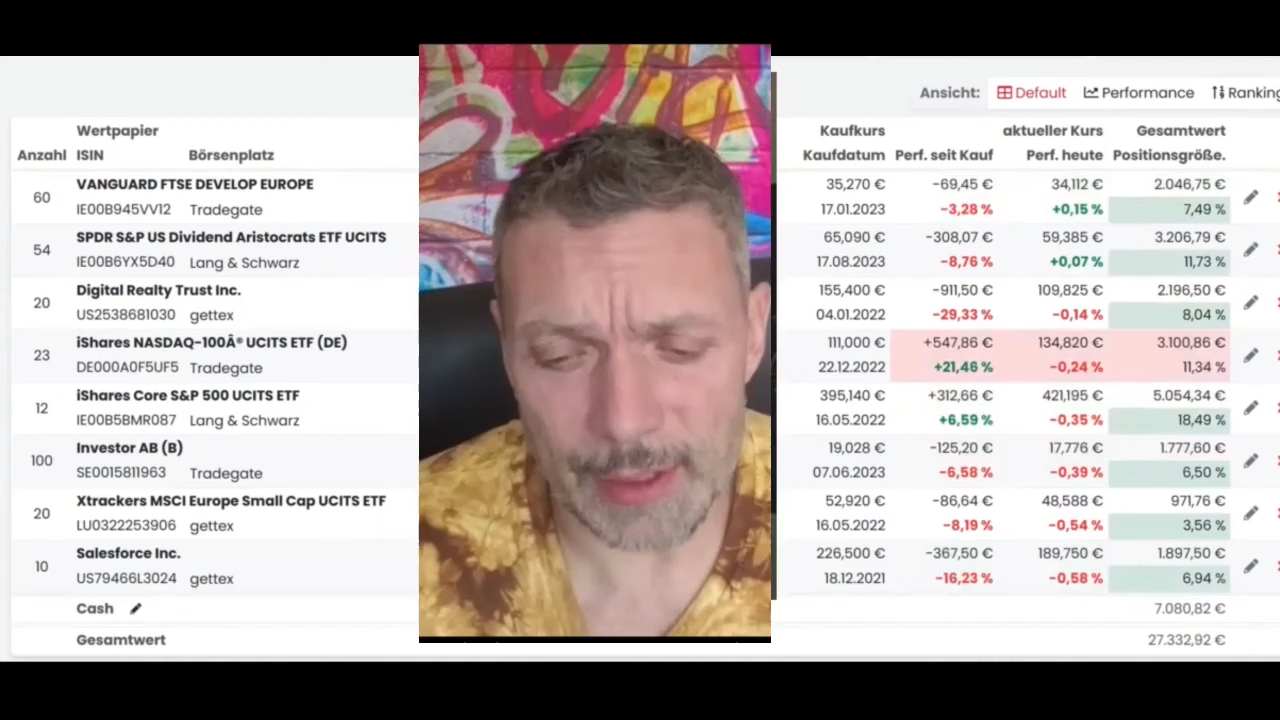 Ansicht: Default Performance Ranking
Wertpapier Kaufkurs aktueller Kurs Gesamtwert
Anzahl ISIN Börsenplatz Kaufdatum Perf. seit Kauf Perf. heute Positionsgröße.
60 VANGUARD FTSE DEVELOP EUROPE 35,270 € -69,45 € 34,112 € 2.046,75 €
IE00B945VV12 Tradegate 17.01.2023 -3,28 % +0,15 % 7,49 %
54 SPDR S&P US Dividend Aristocrats ETF UCITS 65,090 € -308,07 € 59,385 € 3.206,79 €
IE00B6YX5D40 Lang & Schwarz 17.08.2023 -8,76 % +0,07 % 11,73 %
20 Digital Realty Trust Inc. 155,400 € -911,50 € 109,825 € 2.196,50 €
US2538681030 gettex 04.01.2022 -29,33 % -0,14 % 8,04 %
23 iShares NASDAQ-100Â® UCITS ETF (DE) 111,000 € +547,86 € 134,820 € 3.100,86 €
DE000A0F5UF5 Tradegate 22.12.2022 +21,46 % -0,24 % 11,34 %
12 iShares Core S&P 500 UCITS ETF 395,140 € +312,66 € 421,195 € 5.054,34 €
IE00B5BMR087 Lang & Schwarz 16.05.2022 +6,59 % -0,35 % 18,49 %
100 Investor AB (B) 19,028 € -125,20 € 17,776 € 1.777,60 €
SE0015811963 Tradegate 07.06.2023 -6,58 % -0,39 % 6,50 %
20 Xtrackers MSCI Europe Small Cap UCITS ETF 52,920 € -86,64 € 48,588 € 971,76 €
LU0322253906 gettex 16.05.2022 -8,19 % -0,54 % 3,56 %
10 Salesforce Inc. 226,500 € -367,50 € 189,750 € 1.897,50 €
US79466L3024 gettex 18.12.2021 -16,23 % -0,58 % 6,94 %
Cash 7.080,82 €
Gesamtwert 27.332,92 €